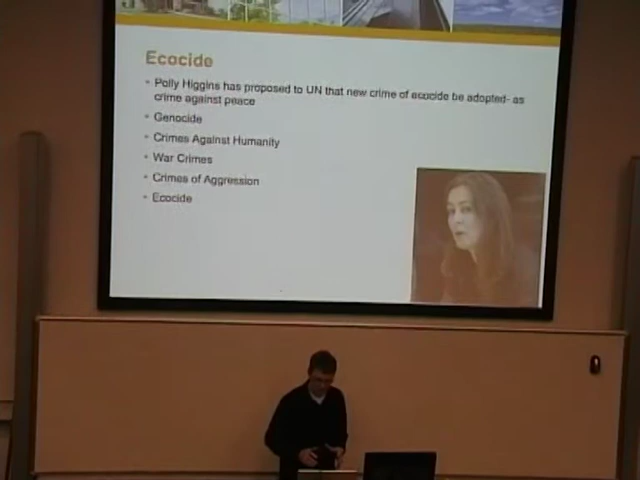 Ecocide
• Polly Higgins has proposed to UN that new crime of ecocide be adopted- as
crime against peace
• Genocide
• Crimes Against Humanity
• War Crimes
• Crimes of Aggression
• Ecocide